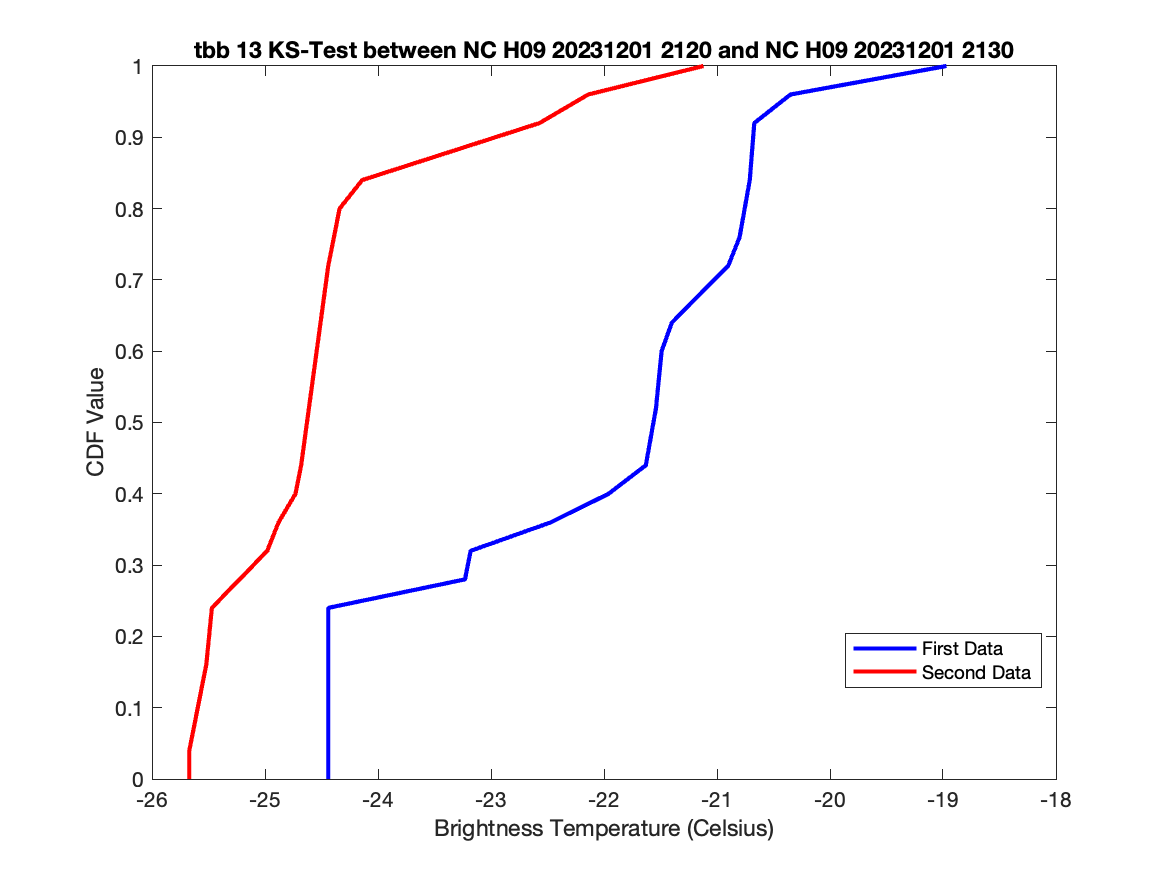 tbb 13 KS-Test between NC H09 20231201 2120 and NC H09 20231201 2130
1
0.9
0.8
0.7
0.6
0.5
0.4
0.3
0.2
0.1
0
CDF Value
First Data
Second Data
-26 -25 -24 -23 -22 -21 -20 -19 -18
Brightness Temperature (Celsius)